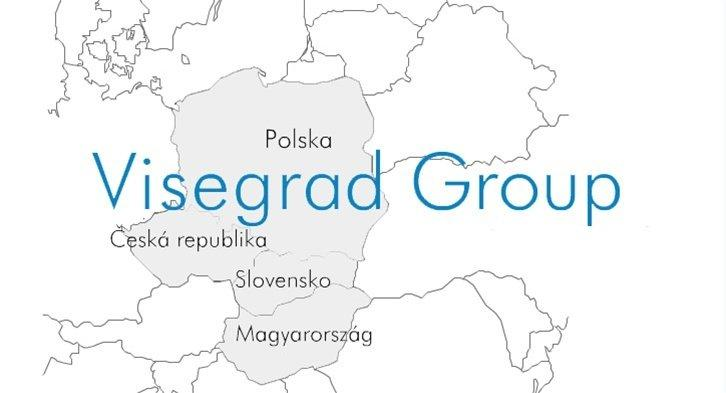 Polska
Visegrad Group
Česká republika
Slovensko
Magyarország